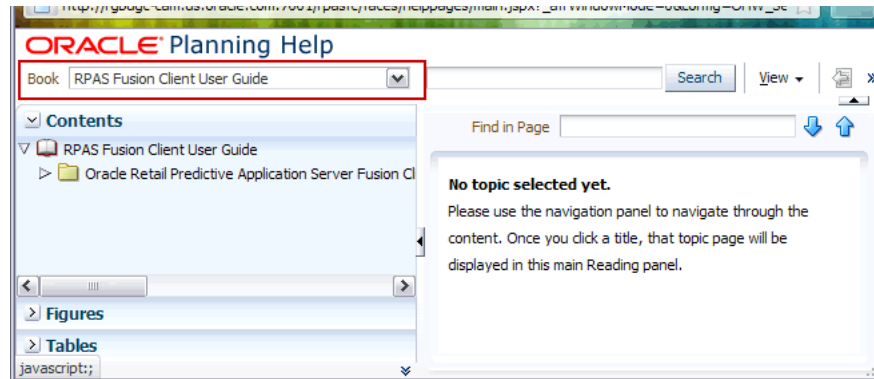 ORACLE Planning Help
Book RPAS Fusion Client User Guide Search View
Contents
RPAS Fusion Client User Guide
Oracle Retail Predictive Application Server Fusion Cl
Figures
Tables
javascript:;
Find in Page
No topic selected yet.
Please use the navigation panel to navigate through the
content. Once you click a title, that topic page will be
displayed in this main Reading panel.